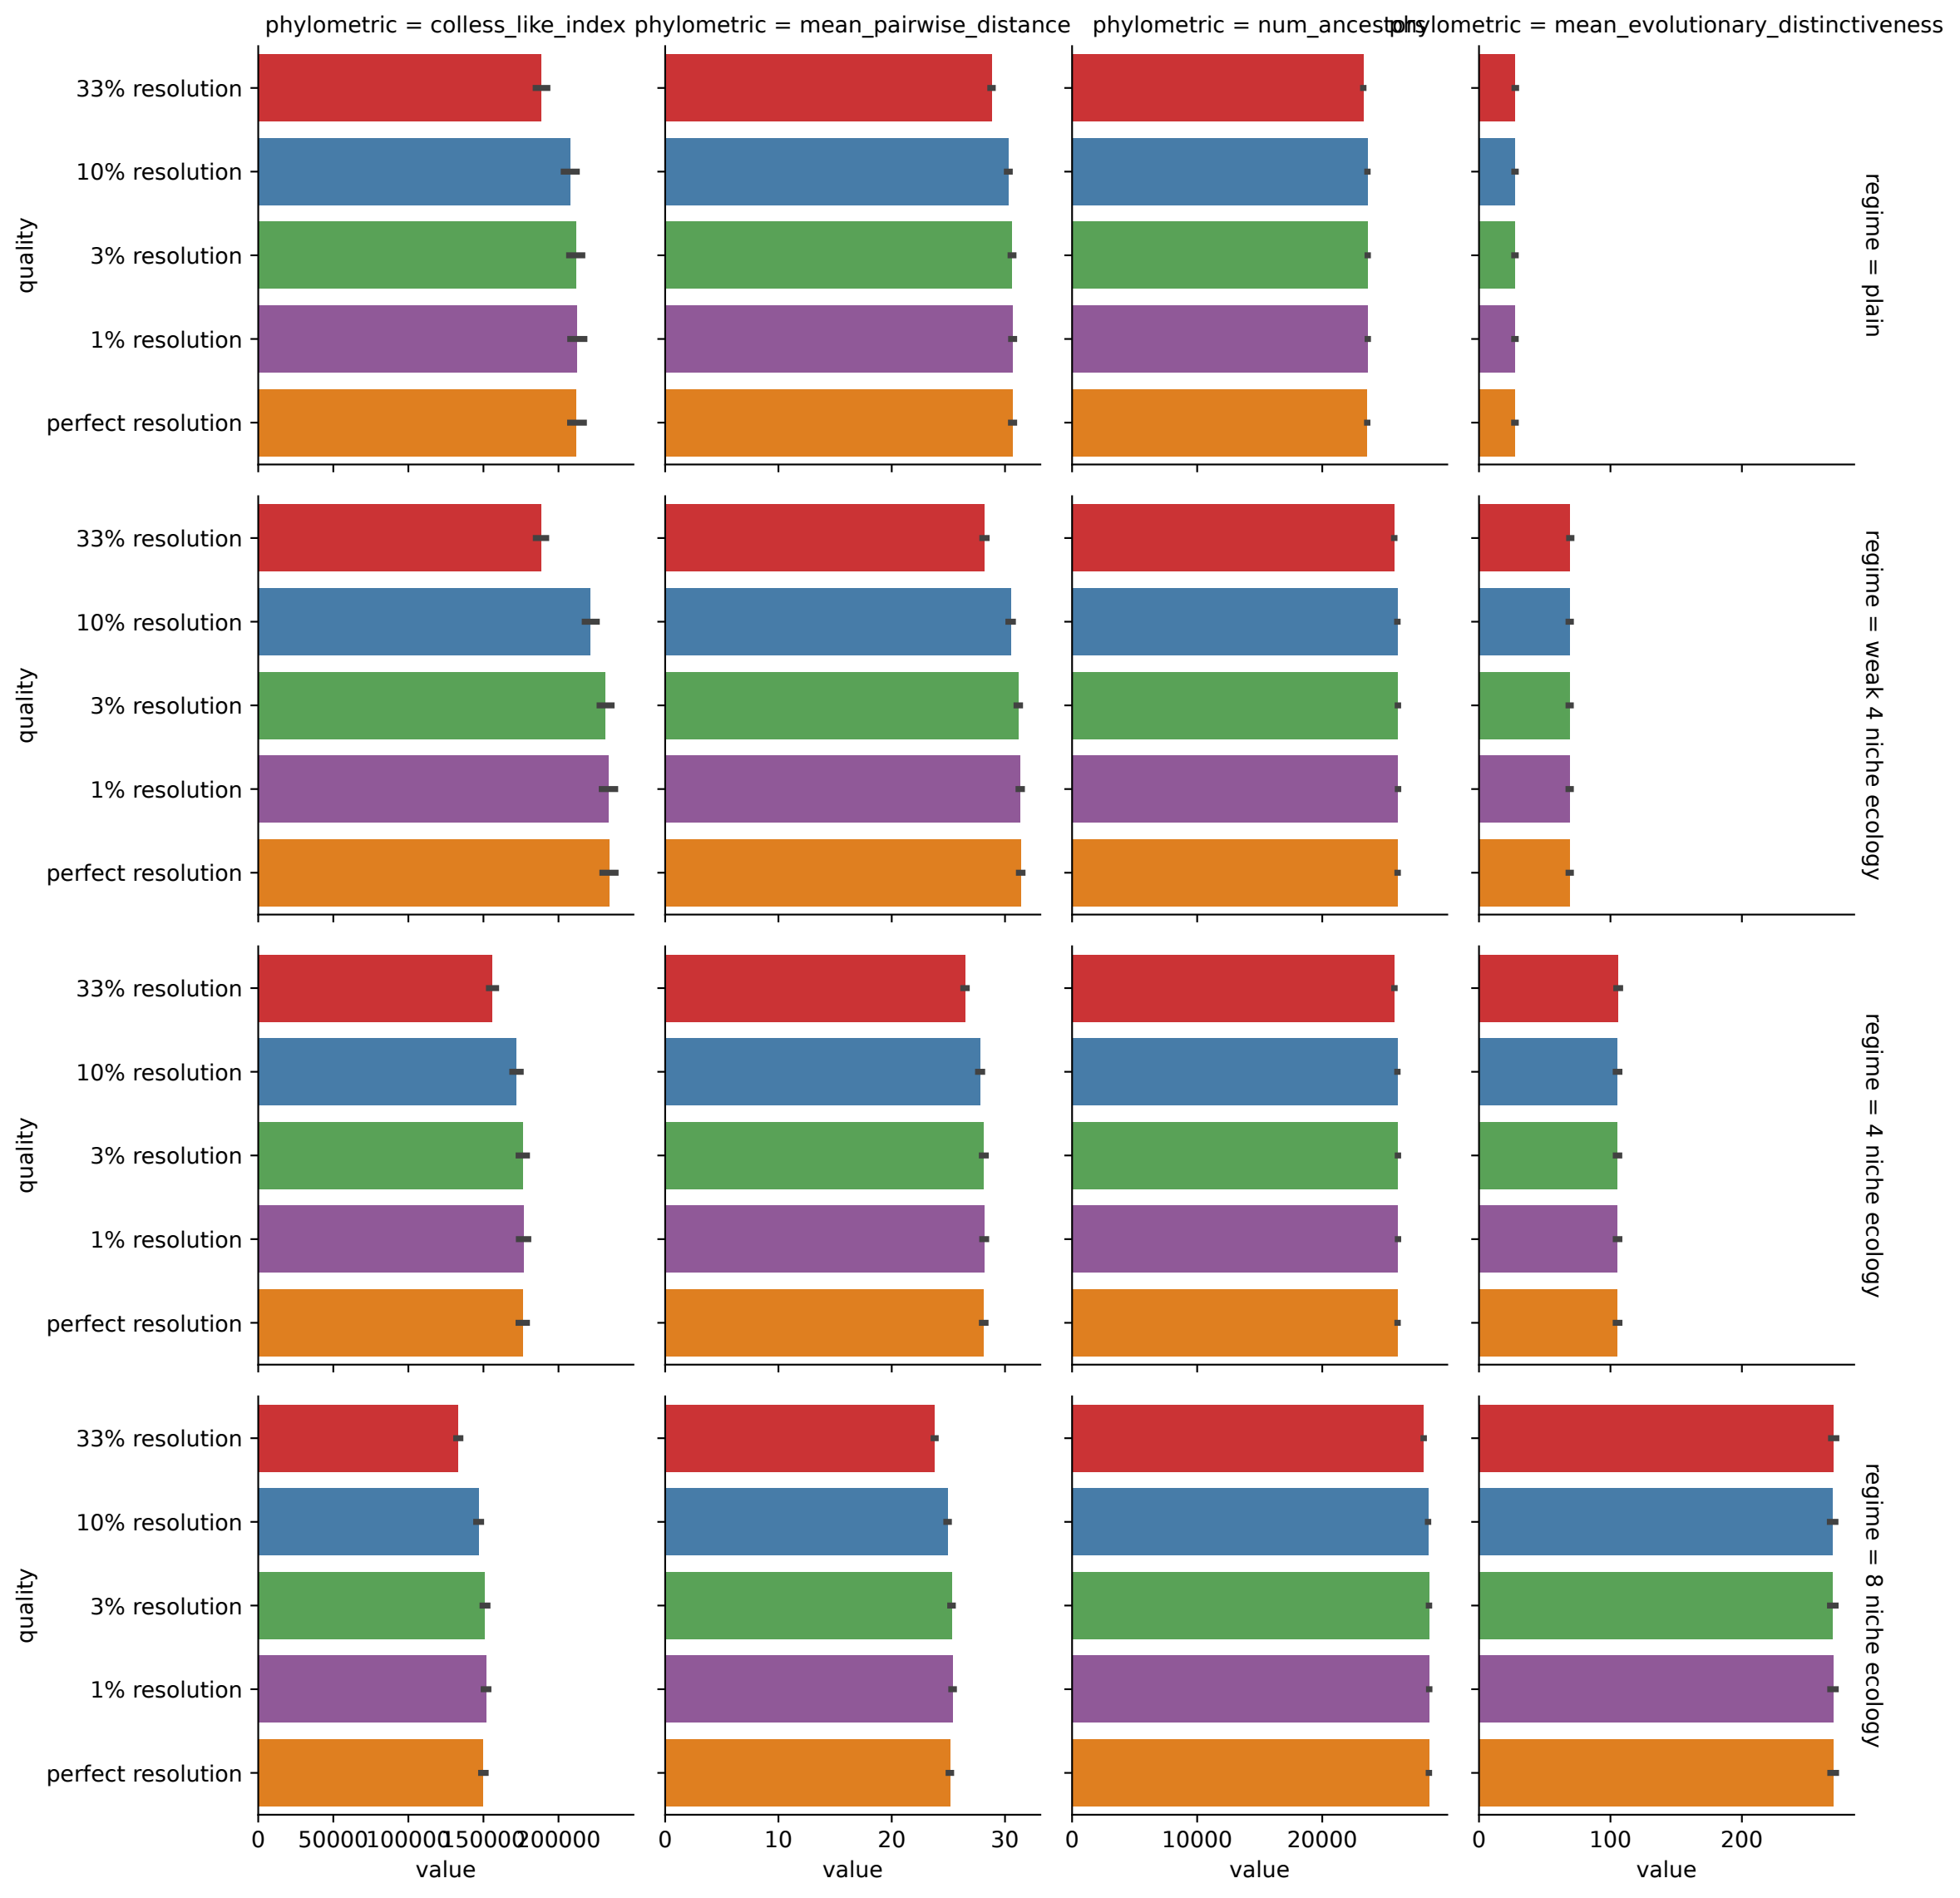 phylometric = colless_like_index
phylometric = mean_pairwise_distance
phylometric = num_ancestors
phylometric = mean_evolutionary_distinctiveness
quality
33% resolution
10% resolution
3% resolution
1% resolution
perfect resolution
regime = plain
quality
33% resolution
10% resolution
3% resolution
1% resolution
perfect resolution
regime = weak 4 niche ecology
quality
33% resolution
10% resolution
3% resolution
1% resolution
perfect resolution
regime = 4 niche ecology
quality
33% resolution
10% resolution
3% resolution
1% resolution
perfect resolution
regime = 8 niche ecology
0 50000 100000 150000 200000
0 10 20 30
0 10000 20000
0 100 200
value
value
value
value